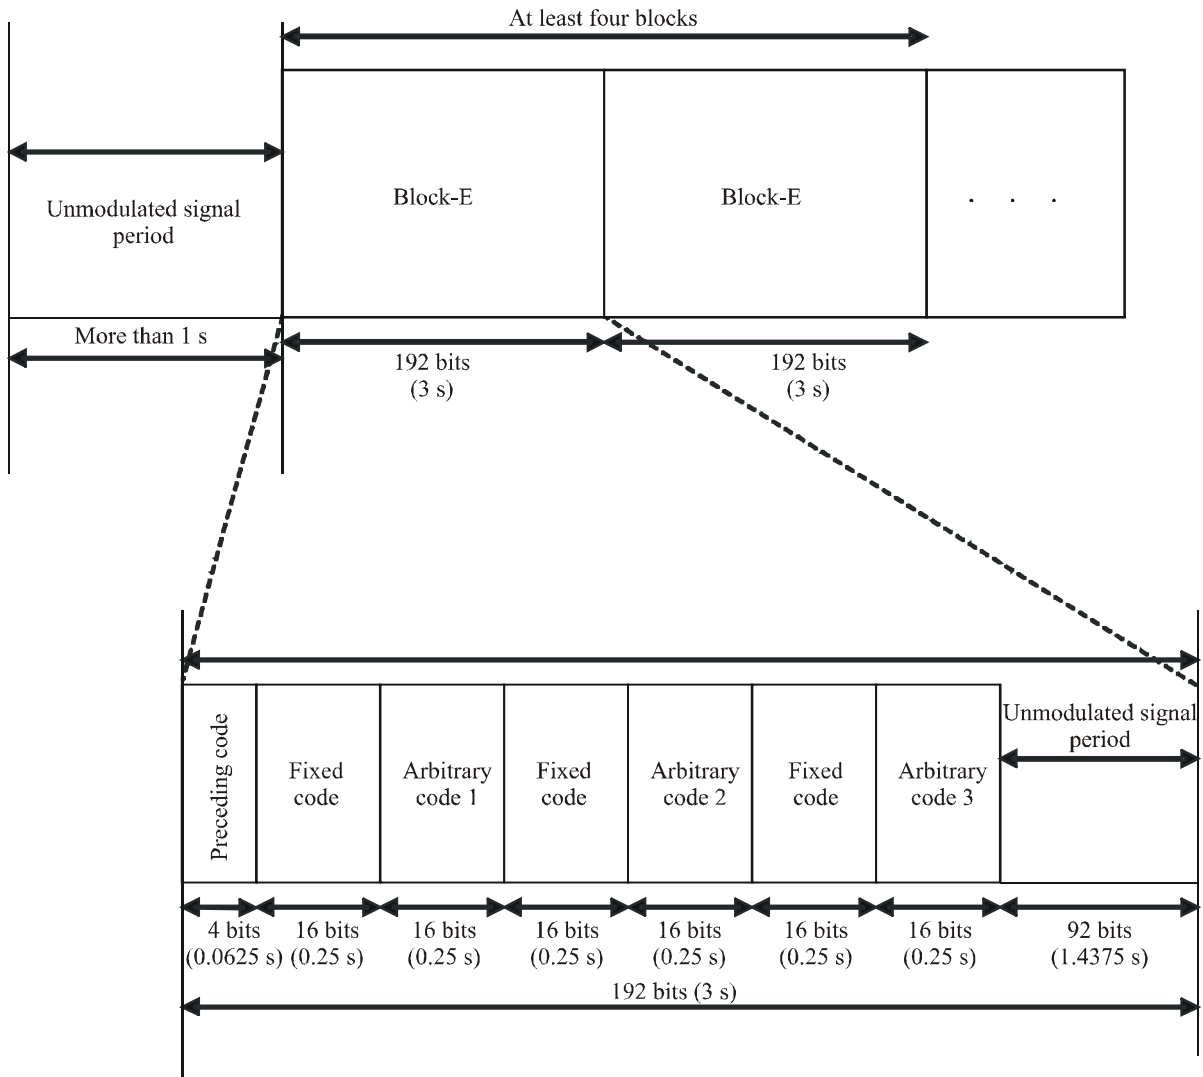 At least four blocks
Unmodulated signal
period
Block-E
Block-E
. . .
More than 1 s
192 bits
(3 s)
192 bits
(3 s)
Unmodulated signal
period
Preceding code
Fixed
code
Arbitrary
code 1
Fixed
code
Arbitrary
code 2
Fixed
code
Arbitrary
code 3
4 bits
(0.0625 s)
16 bits
(0.25 s)
16 bits
(0.25 s)
16 bits
(0.25 s)
16 bits
(0.25 s)
16 bits
(0.25 s)
16 bits
(0.25 s)
92 bits
(1.4375 s)
192 bits (3 s)